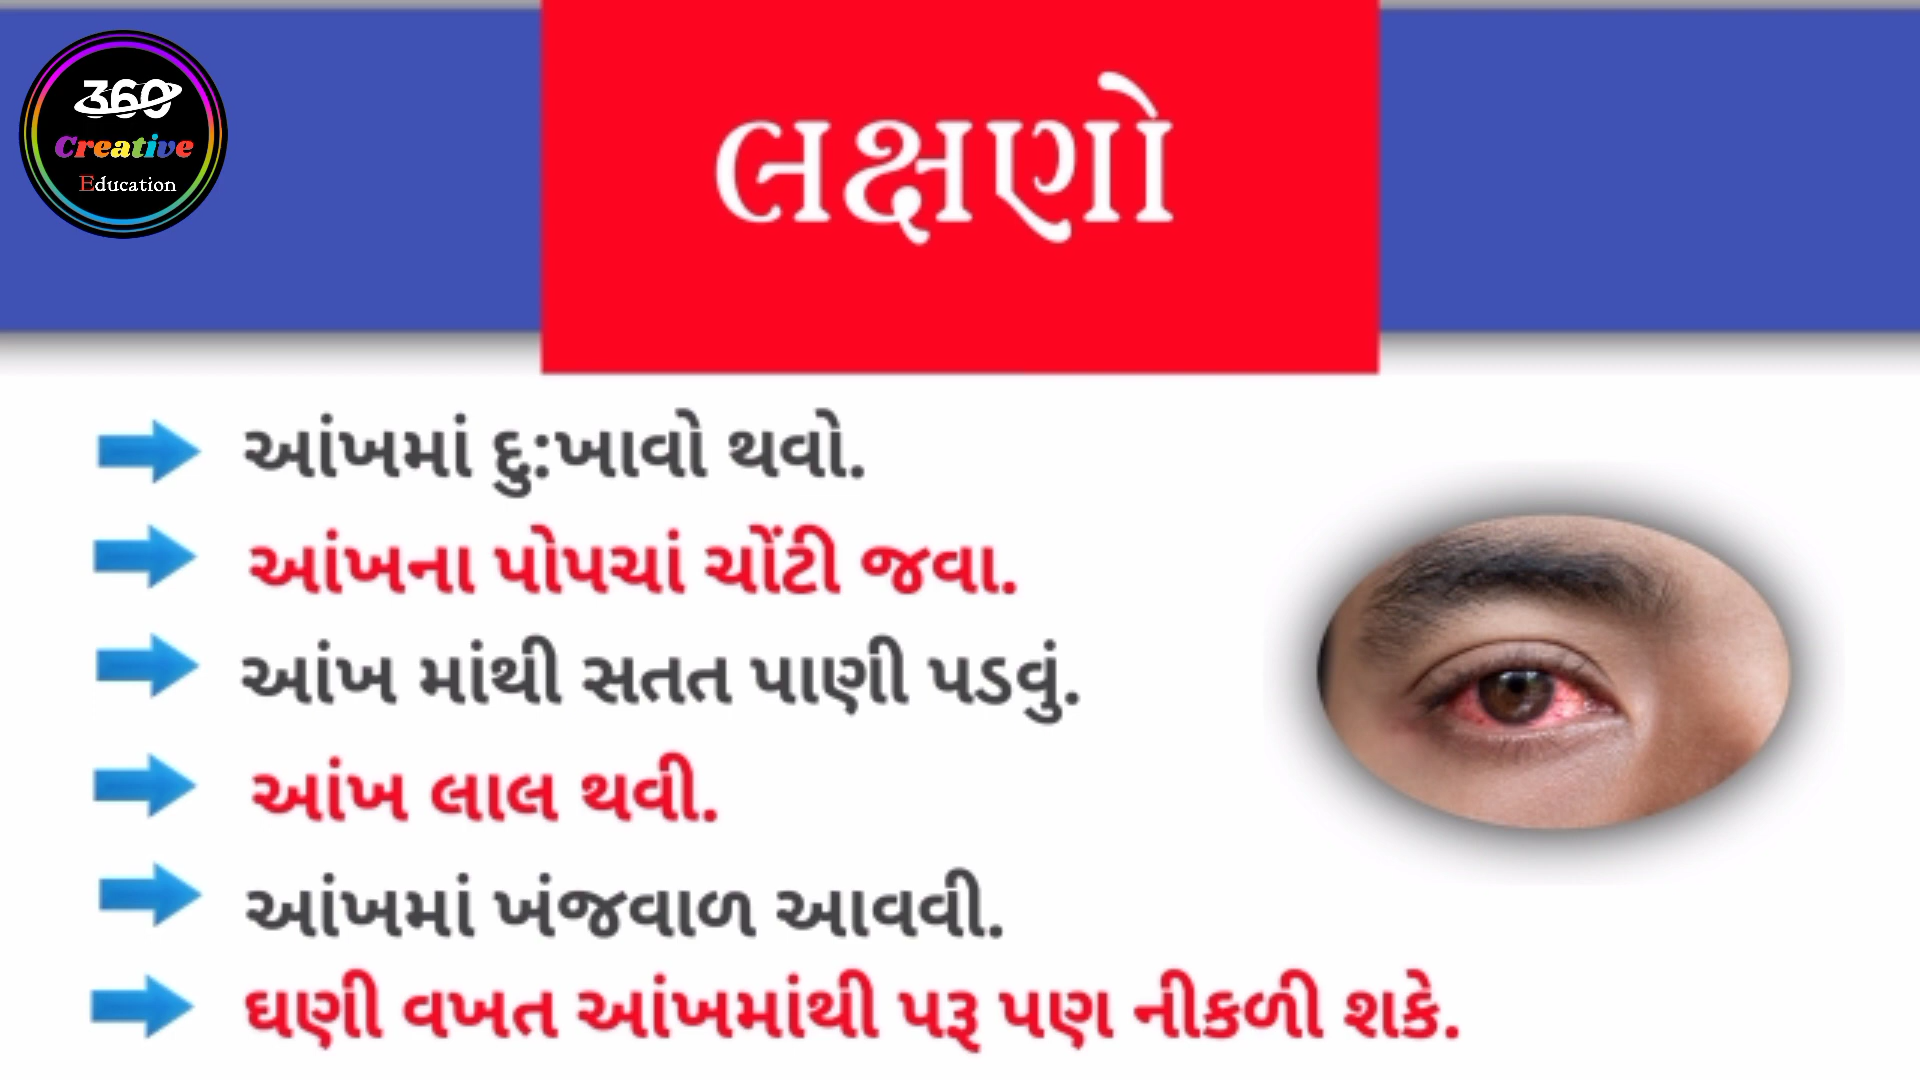 360
Creative
Education
લક્ષણો
આંખમાં દુ:ખાવો થવો.
આંખના પોપચાં ચોંટી જવા.
આંખ માંથી સતત પાણી પડવું.
આંખ લાલ થવી.
આંખમાં ખંજવાળ આવવી.
ઘણી વખત આંખમાંથી પરૂ પણ નીકળી શકે.